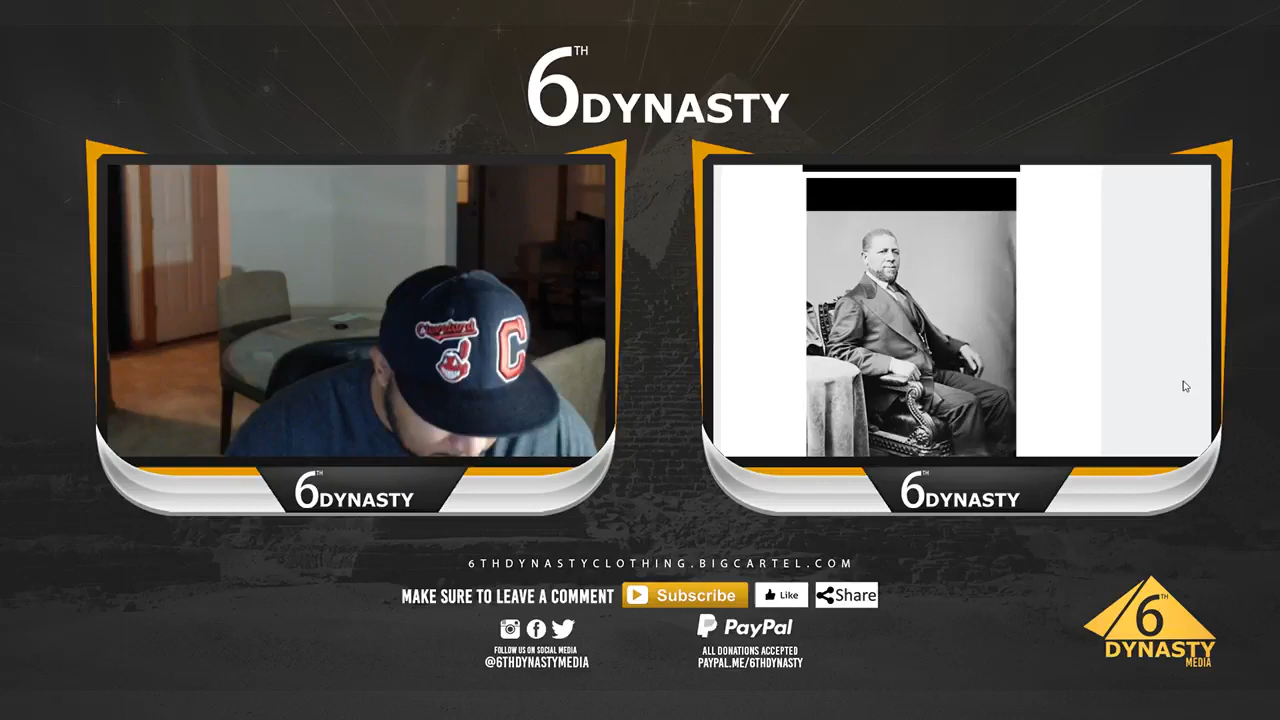 6TH DYNASTY
Cleveland
C
6TH DYNASTY
6TH DYNASTY
6THDYNASTYCLOTHING.BIGCARTEL.COM
MAKE SURE TO LEAVE A COMMENT Subscribe Like Share
PayPal
FOLLOW US ON SOCIAL MEDIA
@6THDYNASTYMEDIA
ALL DONATIONS ACCEPTED
PAYPAL.ME/6THDYNASTY
6TH
DYNASTY
MEDIA